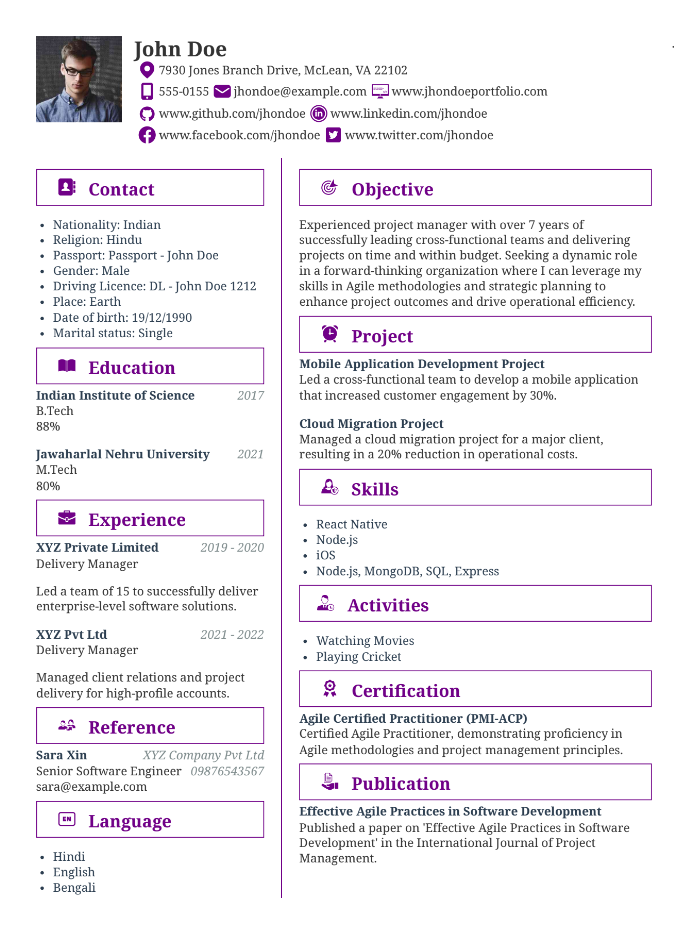 John Doe
7930 Jones Branch Drive, McLean, VA 22102
555-0155 jhondoe@example.com www.jhondoeportfolio.com
www.github.com/jhondoe www.linkedin.com/jhondoe
www.facebook.com/jhondoe www.twitter.com/jhondoe
Contact
• Nationality: Indian
• Religion: Hindu
• Passport: Passport - John Doe
• Gender: Male
• Driving Licence: DL - John Doe 1212
• Place: Earth
• Date of birth: 19/12/1990
• Marital status: Single
Education
Indian Institute of Science 2017
B.Tech
88%
Jawaharlal Nehru University 2021
M.Tech
80%
Experience
XYZ Private Limited 2019 - 2020
Delivery Manager
Led a team of 15 to successfully deliver
enterprise-level software solutions.
XYZ Pvt Ltd 2021 - 2022
Delivery Manager
Managed client relations and project
delivery for high-profile accounts.
Reference
Sara Xin XYZ Company Pvt Ltd
Senior Software Engineer 09876543567
sara@example.com
EN Language
• Hindi
• English
• Bengali
Objective
Experienced project manager with over 7 years of
successfully leading cross-functional teams and delivering
projects on time and within budget. Seeking a dynamic role
in a forward-thinking organization where I can leverage my
skills in Agile methodologies and strategic planning to
enhance project outcomes and drive operational efficiency.
Project
Mobile Application Development Project
Led a cross-functional team to develop a mobile application
that increased customer engagement by 30%.
Cloud Migration Project
Managed a cloud migration project for a major client,
resulting in a 20% reduction in operational costs.
Skills
• React Native
• Node.js
• iOS
• Node.js, MongoDB, SQL, Express
Activities
• Watching Movies
• Playing Cricket
Certification
Agile Certified Practitioner (PMI-ACP)
Certified Agile Practitioner, demonstrating proficiency in
Agile methodologies and project management principles.
Publication
Effective Agile Practices in Software Development
Published a paper on 'Effective Agile Practices in Software
Development' in the International Journal of Project
Management.